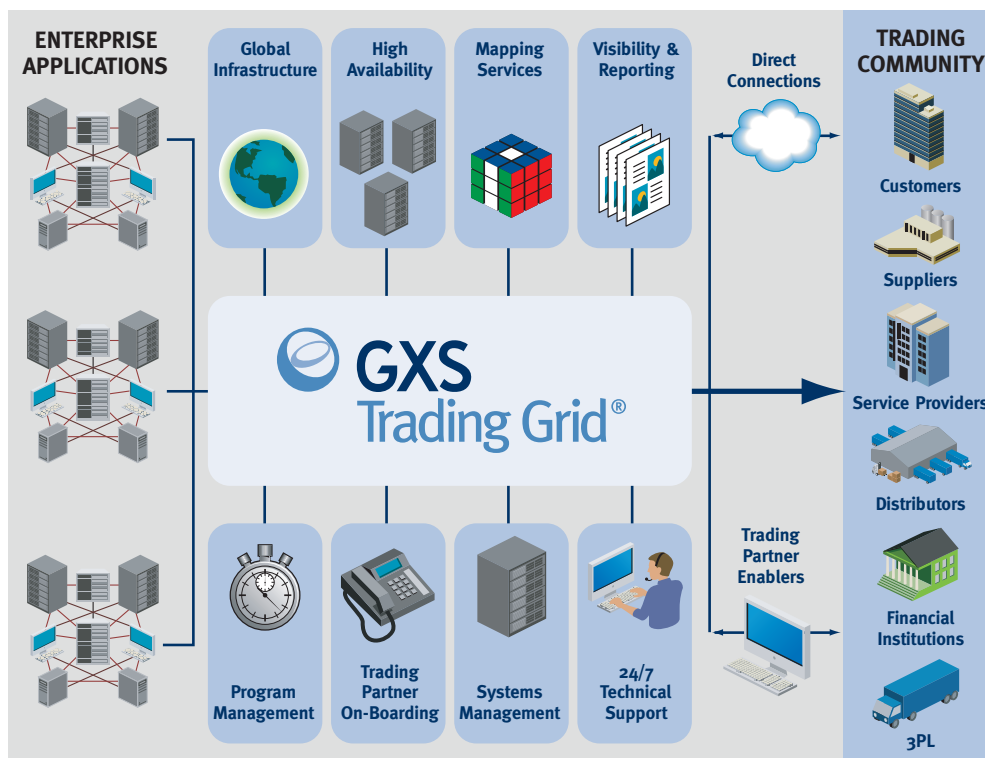 ENTERPRISE
APPLICATIONS
Global
Infrastructure
High
Availability
Mapping
Services
Visibility &
Reporting
Direct
Connections
TRADING
COMMUNITY
Customers
Suppliers
Service Providers
Distributors
Financial
Institutions
3PL
GXS
Trading Grid®
Trading
Partner
Enablers
Program
Management
Trading
Partner
On-Boarding
Systems
Management
24/7
Technical
Support